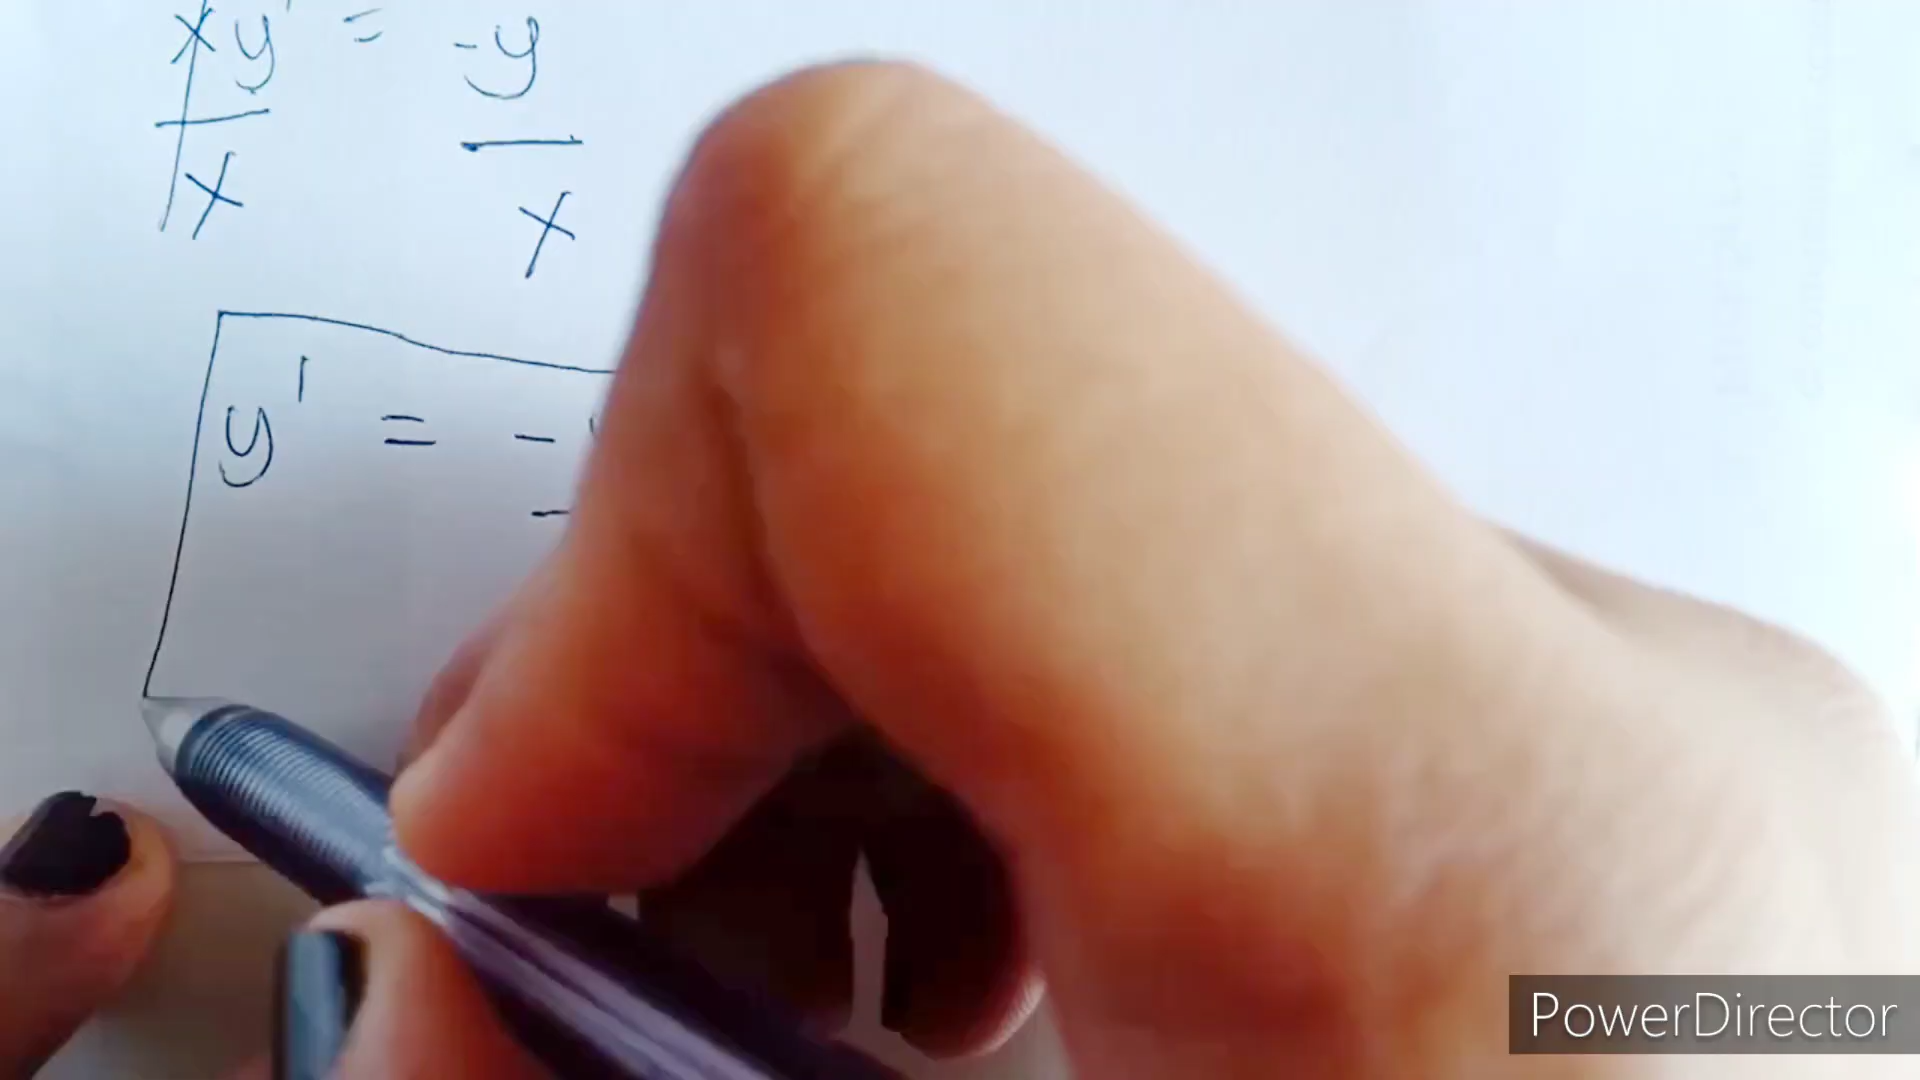 xy' = -y
x x
y' = -
PowerDirector